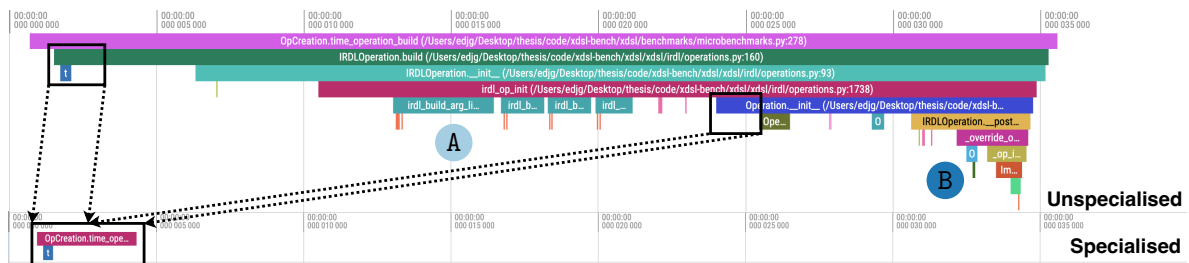 00:00:00 00:00:00 00:00:00 00:00:00 00:00:00 00:00:00 00:00:00 00:00:00
000 000 000 000 005 000 000 010 000 000 015 000 000 020 000 000 025 000 000 030 000 000 035 000
OpCreation.time_operation_build (/Users/edjg/Desktop/thesis/code/xdsl-bench/xdsl/benchmarks/microbenchmarks.py:278)
IRDLOperation.build (/Users/edjg/Desktop/thesis/code/xdsl-bench/xdsl/xdsl/irdl/operations.py:160)
t IRDLOperation.__init__ (/Users/edjg/Desktop/thesis/code/xdsl-bench/xdsl/xdsl/irdl/operations.py:93)
irdl_op_init (/Users/edjg/Desktop/thesis/code/xdsl-bench/xdsl/xdsl/irdl/operations.py:1738)
irdl_build_arg_li... irdl_b... irdl_b... irdl_... Operation.__init__ (/Users/edjg/Desktop/thesis/code/xdsl-b...
Ope... O IRDLOperation.__post...
A _override_o...
O _op_i...
B Im...
Unspecialised
00:00:00 00:00:00 00:00:00 00:00:00 00:00:00 00:00:00 00:00:00 00:00:00
000 000 000 000 005 000 000 010 000 000 015 000 000 020 000 000 025 000 000 030 000 000 035 000
OpCreation.time_ope... Specialised
t